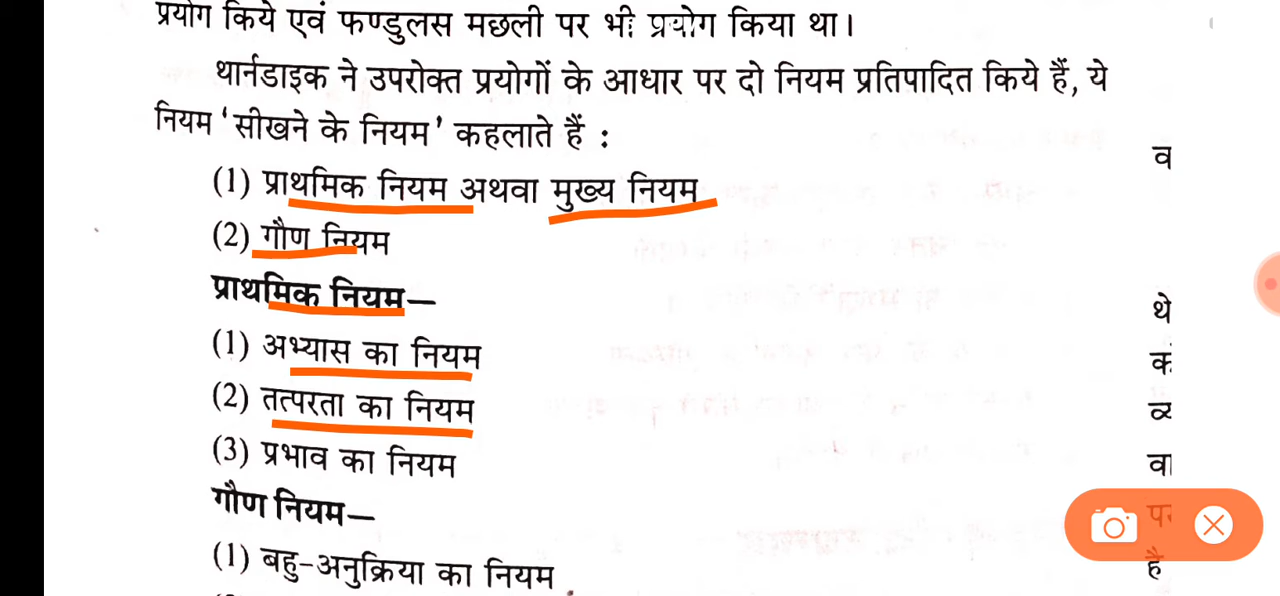 प्रयोग किये एवं फण्डुलस मछली पर भी प्रयोग किया था।
थार्नडाइक ने उपरोक्त प्रयोगों के आधार पर दो नियम प्रतिपादित किये हैं, ये
नियम ‘सीखने के नियम’ कहलाते हैं :
(1) प्राथमिक नियम अथवा मुख्य नियम
(2) गौण नियम
प्राथमिक नियम—
(1) अभ्यास का नियम
(2) तत्परता का नियम
(3) प्रभाव का नियम
गौण नियम—
(1) बहु-अनुक्रिया का नियम
थे
है